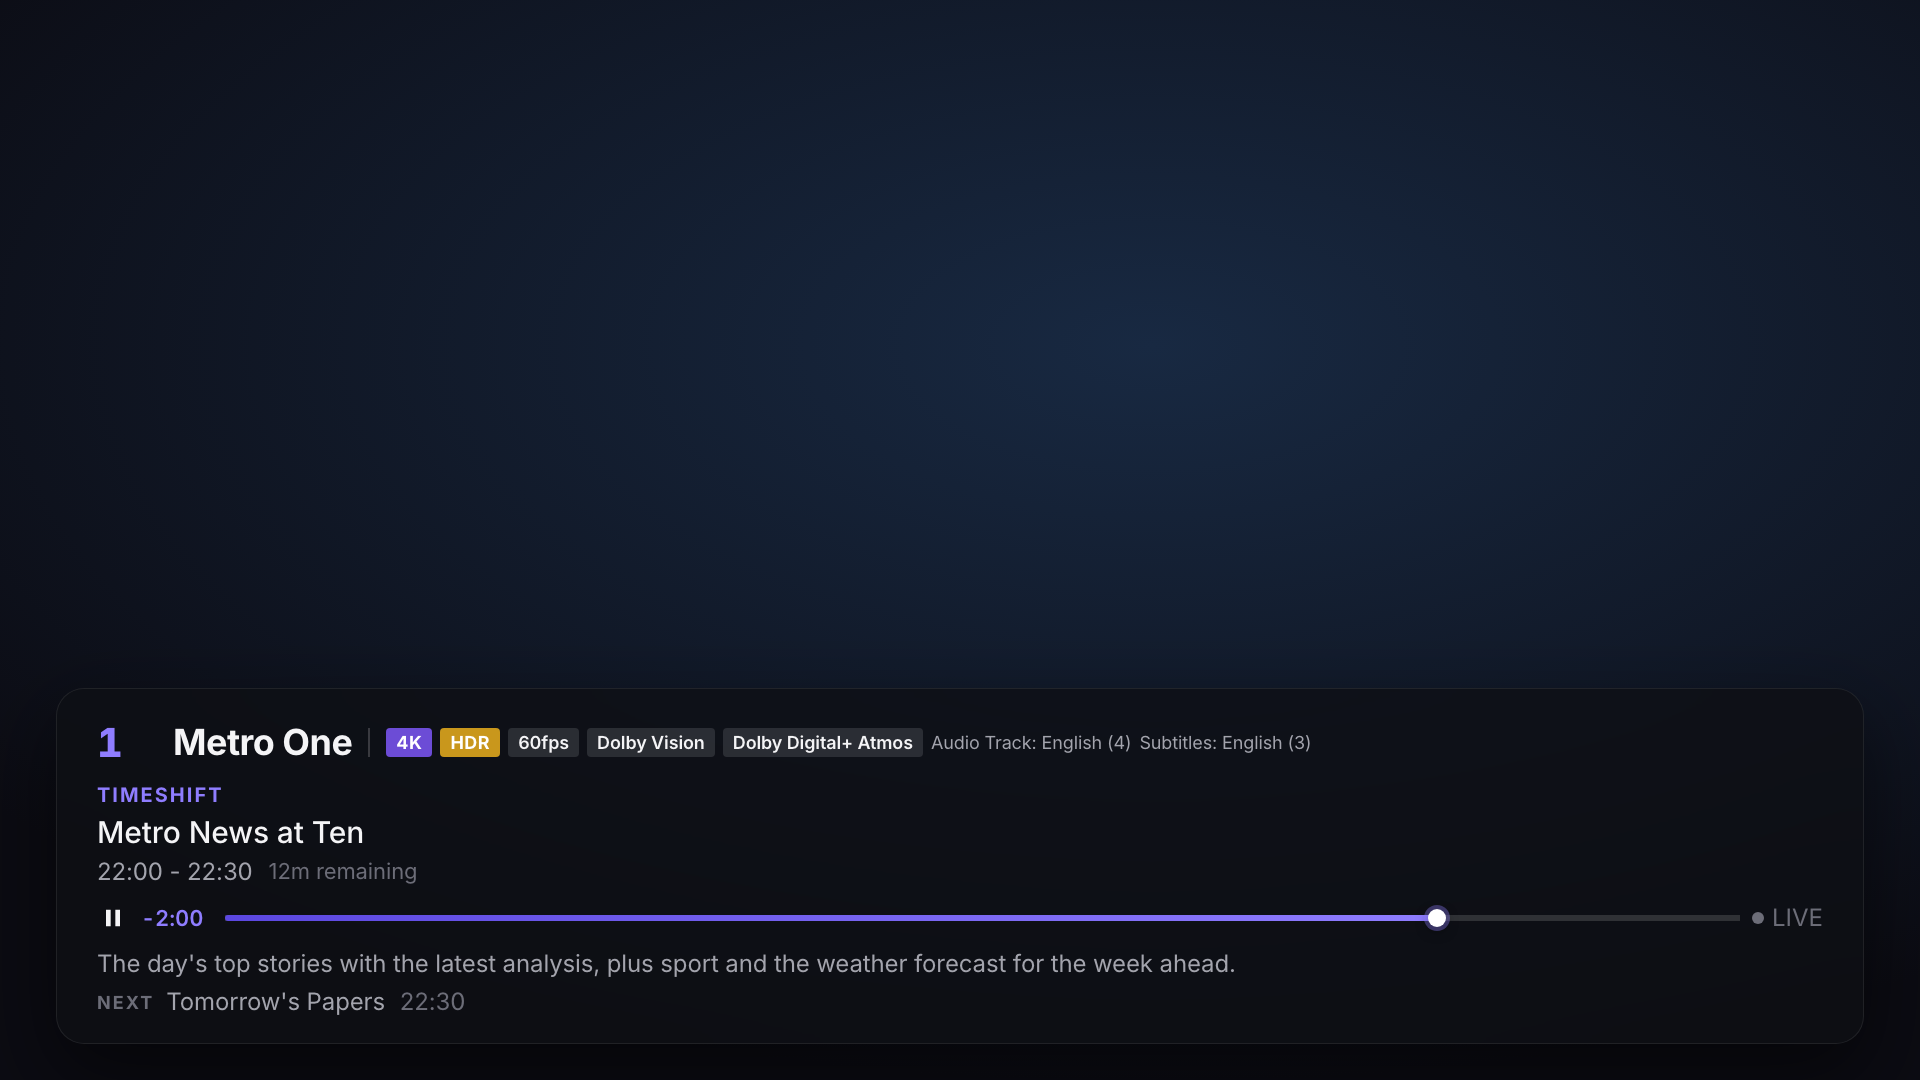 1 Metro One 4K HDR 60fps Dolby Vision Dolby Digital+ Atmos Audio Track: English (4) Subtitles: English (3)
TIMESHIFT
Metro News at Ten
22:00 - 22:30 12m remaining
-2:00 LIVE
The day's top stories with the latest analysis, plus sport and the weather forecast for the week ahead.
NEXT Tomorrow's Papers 22:30